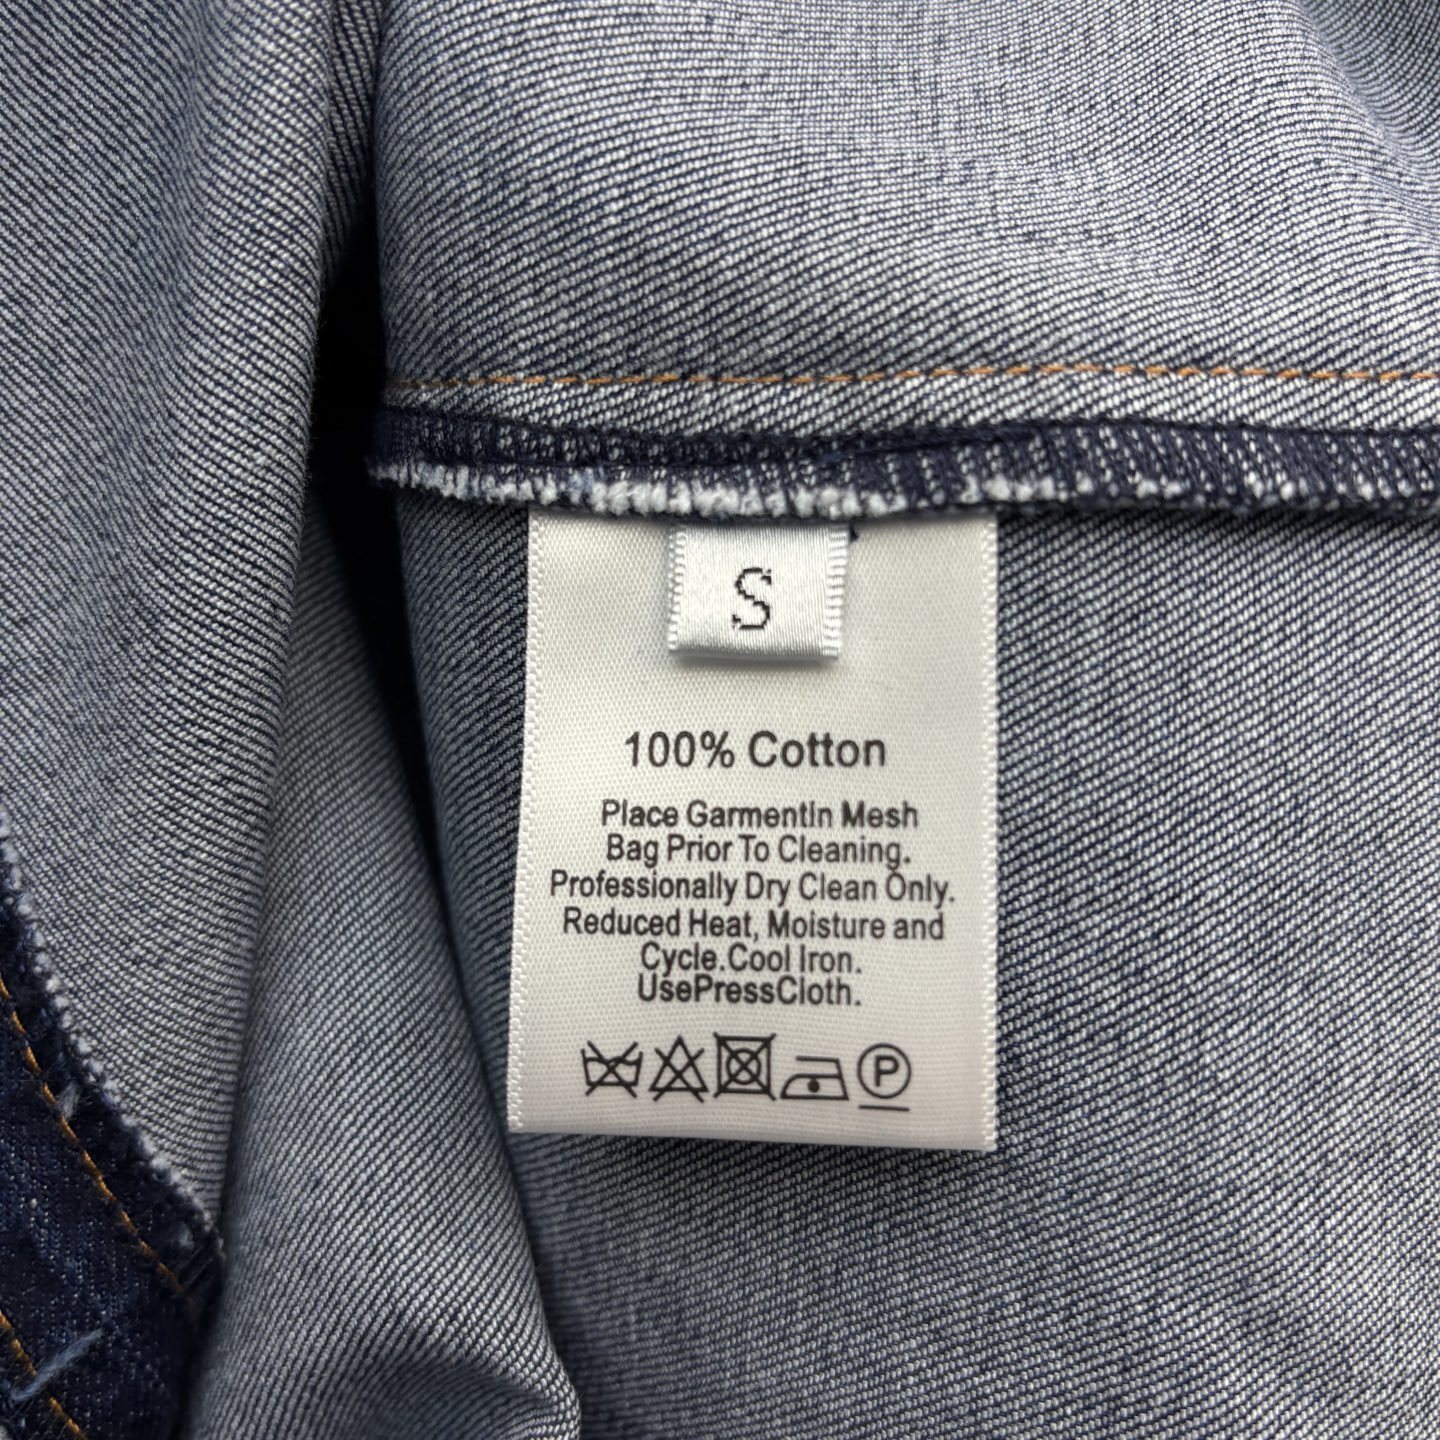 S
100% Cotton
Place GarmentIn Mesh
Bag Prior To Cleaning.
Professionally Dry Clean Only.
Reduced Heat, Moisture and
Cycle.Cool Iron.
UsePressCloth.
P